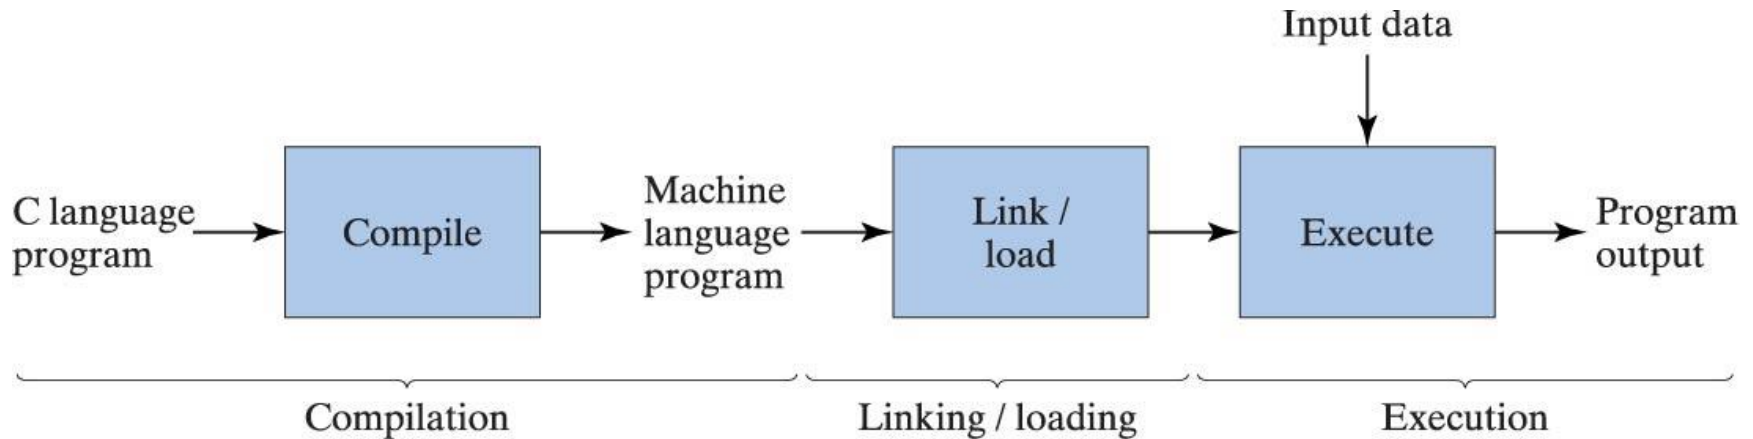 Input data
C language
program
Compile
Machine
language
program
Link /
load
Execute
Program
output
Compilation
Linking / loading
Execution